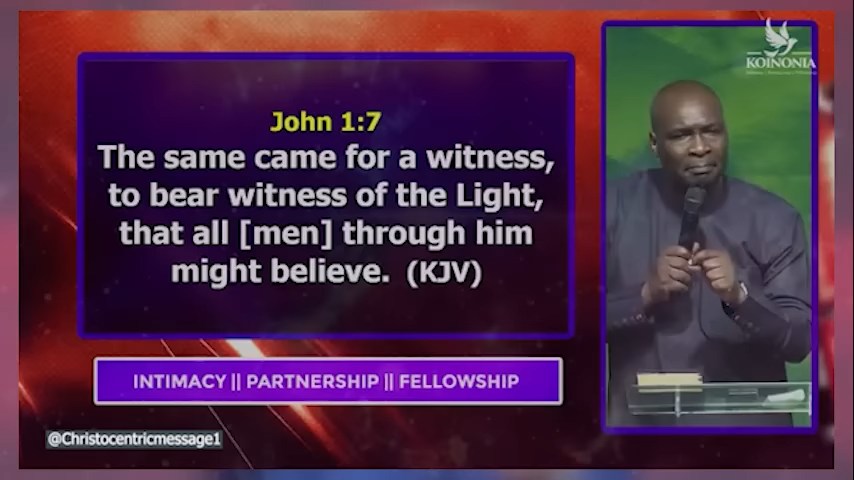 John 1:7
The same came for a witness,
to bear witness of the Light,
that all [men] through him
might believe. (KJV)
INTIMACY || PARTNERSHIP || FELLOWSHIP
@Christocentricmessage1
KOINONIA